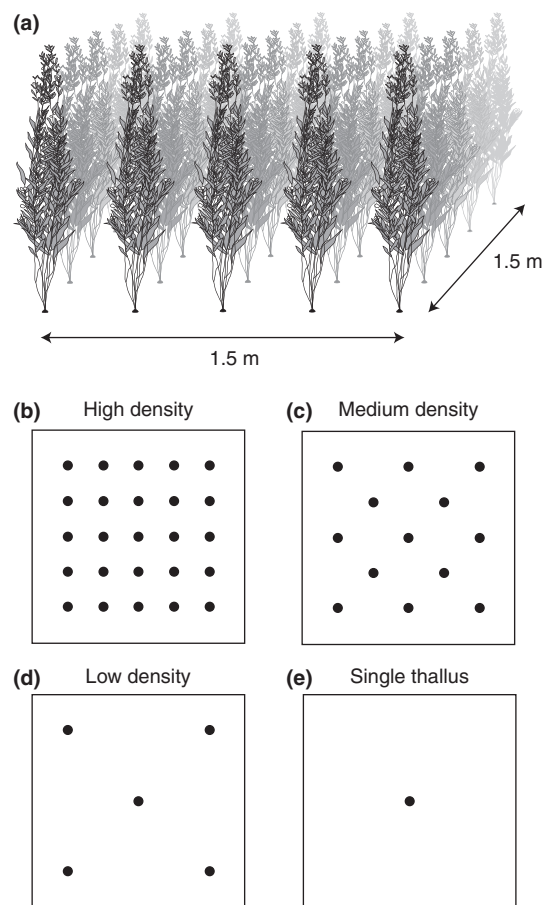 (a)
1.5 m
1.5 m
(b) High density
(c) Medium density
(d) Low density
(e) Single thallus